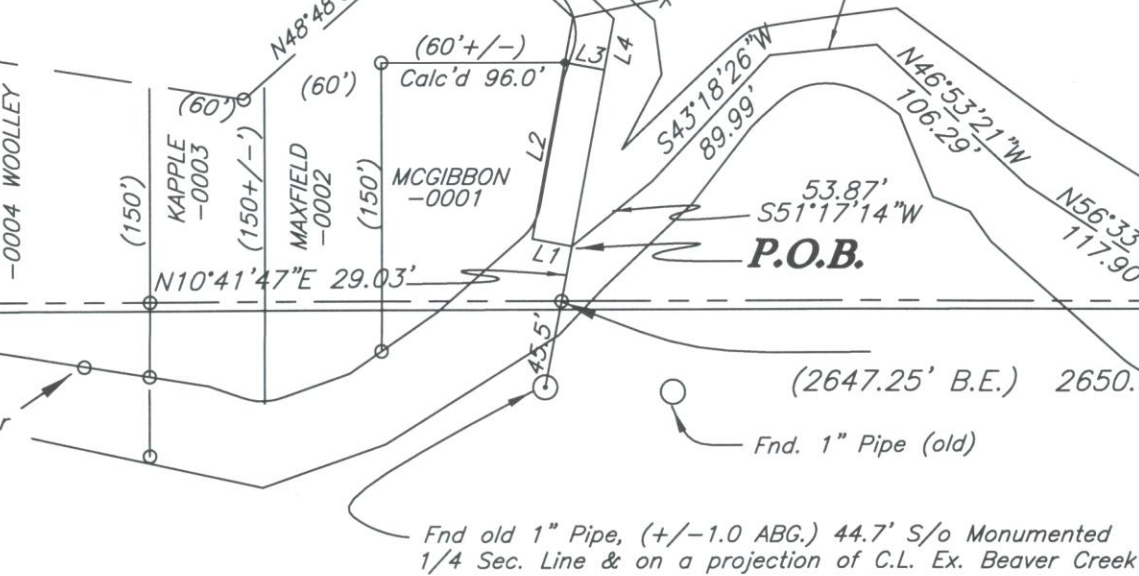 N48°48'
(60'+/-)
Calc'd 96.0'
L3
L4
S43°18'26"W
89.99'
N46°53'21"W
106.29'
N56°33
117.90
-0004 WOOLLEY
(60')
(60')
(150')
KAPPLE
-0003
(150+/-')
MAXFIELD
-0002
(150')
MCGIBBON
-0001
L2
L1
53.87'
S51°17'14"W
P.O.B.
N10°41'47"E 29.03'
45.5'
(2647.25' B.E.) 2650.
r
Fnd. 1" Pipe (old)
Fnd old 1" Pipe, (+/-1.0 ABG.) 44.7' S/o Monumented
1/4 Sec. Line & on a projection of C.L. Ex. Beaver Creek